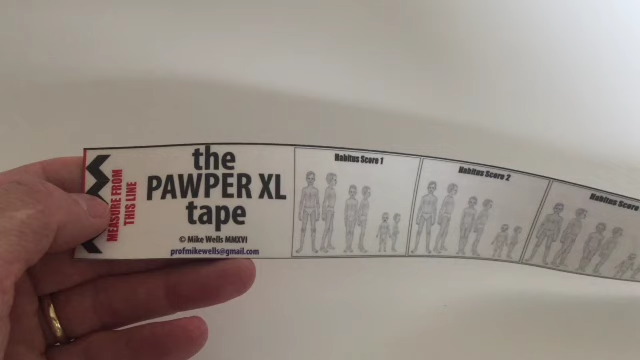 MEASURE FROM
THIS LINE
the
PAWPER XL
tape
© Mike Wells MMXVI
profmikewells@gmail.com
Habitus Score 1
Habitus Score 2
Habitus Score